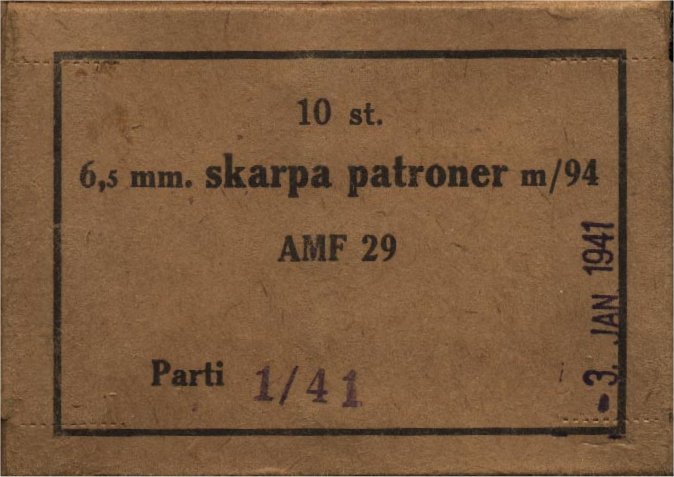 10 st.
6,5 mm. skarpa patroner m/94
AMF 29
Parti 1/41
- 3. JAN 1941